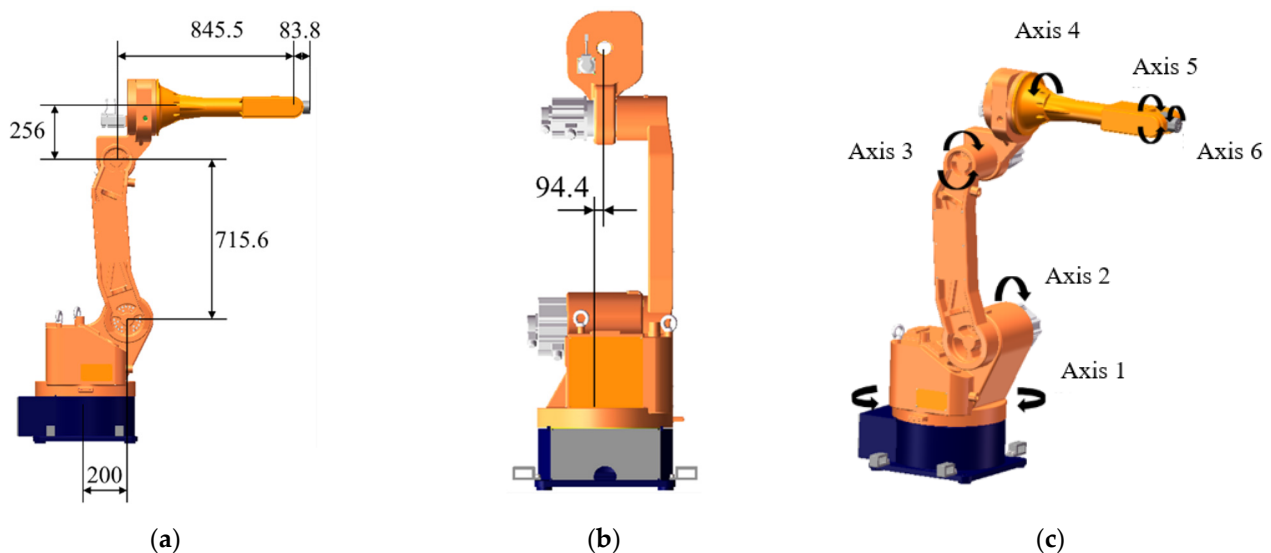 845.5
83.8
256
715.6
200
94.4
Axis 4
Axis 5
Axis 3
Axis 6
Axis 2
Axis 1
(a)
(b)
(c)